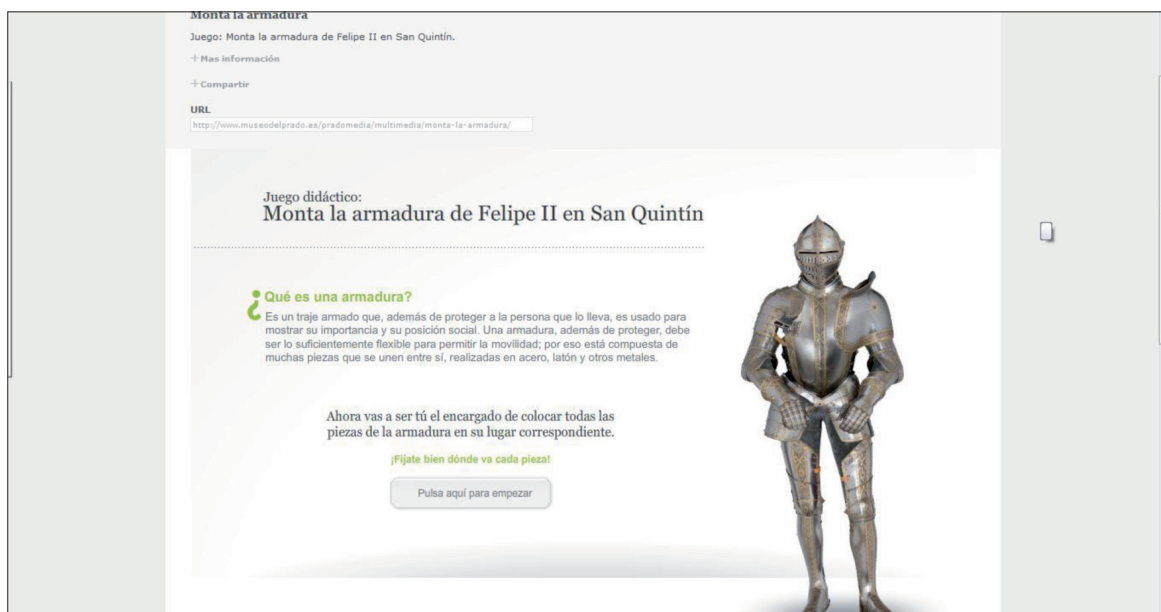 Monta la armadura
Juego: Monta la armadura de Felipe II en San Quintín.
+Mas información
+Compartir
URL
http://www.museodelprado.es/pradomedia/multimedia/monta-la-armadura/
Juego didáctico:
Monta la armadura de Felipe II en San Quintín
¿Qué es una armadura?
Es un traje armado que, además de proteger a la persona que lo lleva, es usado para
mostrar su importancia y su posición social. Una armadura, además de proteger, debe
ser lo suficientemente flexible para permitir la movilidad; por eso está compuesta de
muchas piezas que se unen entre sí, realizadas en acero, latón y otros metales.
Ahora vas a ser tú el encargado de colocar todas las
piezas de la armadura en su lugar correspondiente.
¡Fíjate bien dónde va cada pieza!
Pulsa aquí para empezar